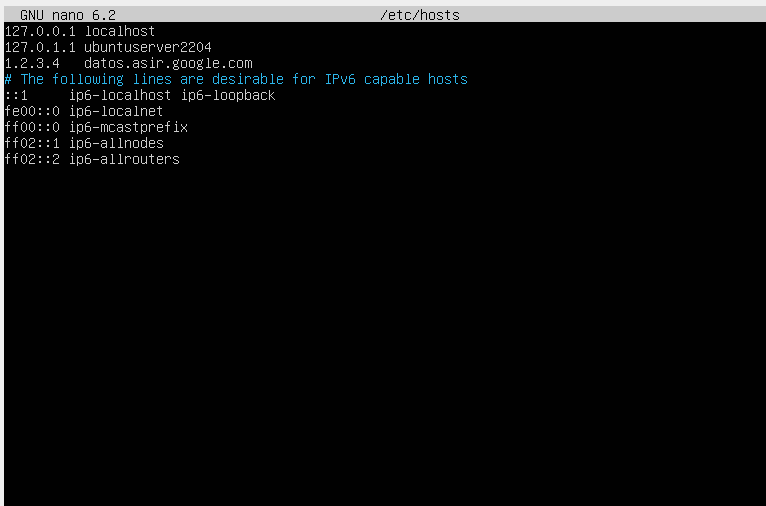 GNU nano 6.2 /etc/hosts
127.0.0.1 localhost
127.0.1.1 ubuntuserver2204
1.2.3.4   datos.asir.google.com
# The following lines are desirable for IPv6 capable hosts
::1     ip6-localhost ip6-loopback
fe00::0 ip6-localnet
ff00::0 ip6-mcastprefix
ff02::1 ip6-allnodes
ff02::2 ip6-allrouters